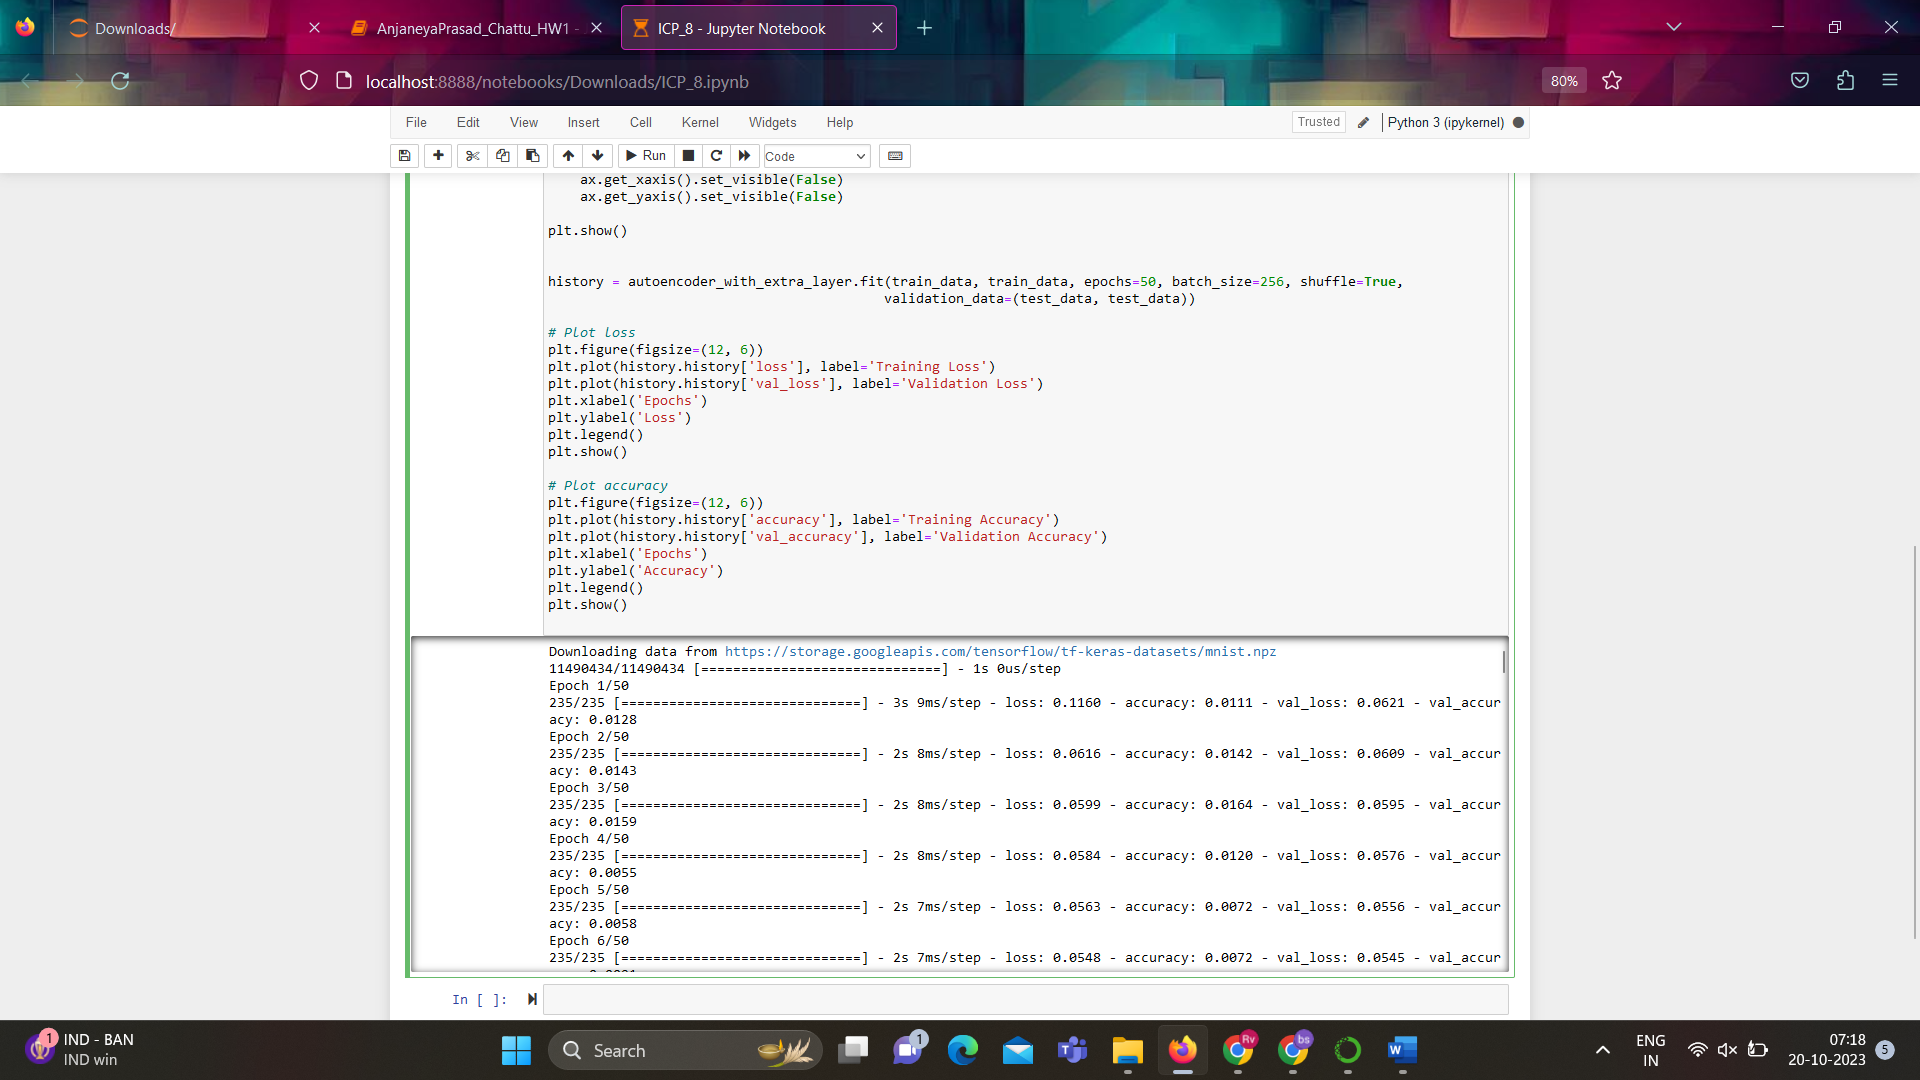 Downloads/
AnjaneyaPrasad_Chattu_HW1 -
ICP_8 - Jupyter Notebook
localhost:8888/notebooks/Downloads/ICP_8.ipynb
80%
File Edit View Insert Cell Kernel Widgets Help
Trusted
Python 3 (ipykernel)
Run
Code
ax.get_xaxis().set_visible(False)
ax.get_yaxis().set_visible(False)
plt.show()
history = autoencoder_with_extra_layer.fit(train_data, train_data, epochs=50, batch_size=256, shuffle=True,
validation_data=(test_data, test_data))
# Plot loss
plt.figure(figsize=(12, 6))
plt.plot(history.history['loss'], label='Training Loss')
plt.plot(history.history['val_loss'], label='Validation Loss')
plt.xlabel('Epochs')
plt.ylabel('Loss')
plt.legend()
plt.show()
# Plot accuracy
plt.figure(figsize=(12, 6))
plt.plot(history.history['accuracy'], label='Training Accuracy')
plt.plot(history.history['val_accuracy'], label='Validation Accuracy')
plt.xlabel('Epochs')
plt.ylabel('Accuracy')
plt.legend()
plt.show()
Downloading data from https://storage.googleapis.com/tensorflow/tf-keras-datasets/mnist.npz
11490434/11490434 [==============================] - 1s 0us/step
Epoch 1/50
235/235 [==============================] - 3s 9ms/step - loss: 0.1160 - accuracy: 0.0111 - val_loss: 0.0621 - val_accur
acy: 0.0128
Epoch 2/50
235/235 [==============================] - 2s 8ms/step - loss: 0.0616 - accuracy: 0.0142 - val_loss: 0.0609 - val_accur
acy: 0.0143
Epoch 3/50
235/235 [==============================] - 2s 8ms/step - loss: 0.0599 - accuracy: 0.0164 - val_loss: 0.0595 - val_accur
acy: 0.0159
Epoch 4/50
235/235 [==============================] - 2s 8ms/step - loss: 0.0584 - accuracy: 0.0120 - val_loss: 0.0576 - val_accur
acy: 0.0055
Epoch 5/50
235/235 [==============================] - 2s 7ms/step - loss: 0.0563 - accuracy: 0.0072 - val_loss: 0.0556 - val_accur
acy: 0.0058
Epoch 6/50
235/235 [==============================] - 2s 7ms/step - loss: 0.0548 - accuracy: 0.0072 - val_loss: 0.0545 - val_accur
In [ ]:
1
IND - BAN
IND win
Search
1
Rv
bs
ENG
IN
07:18
20-10-2023
5